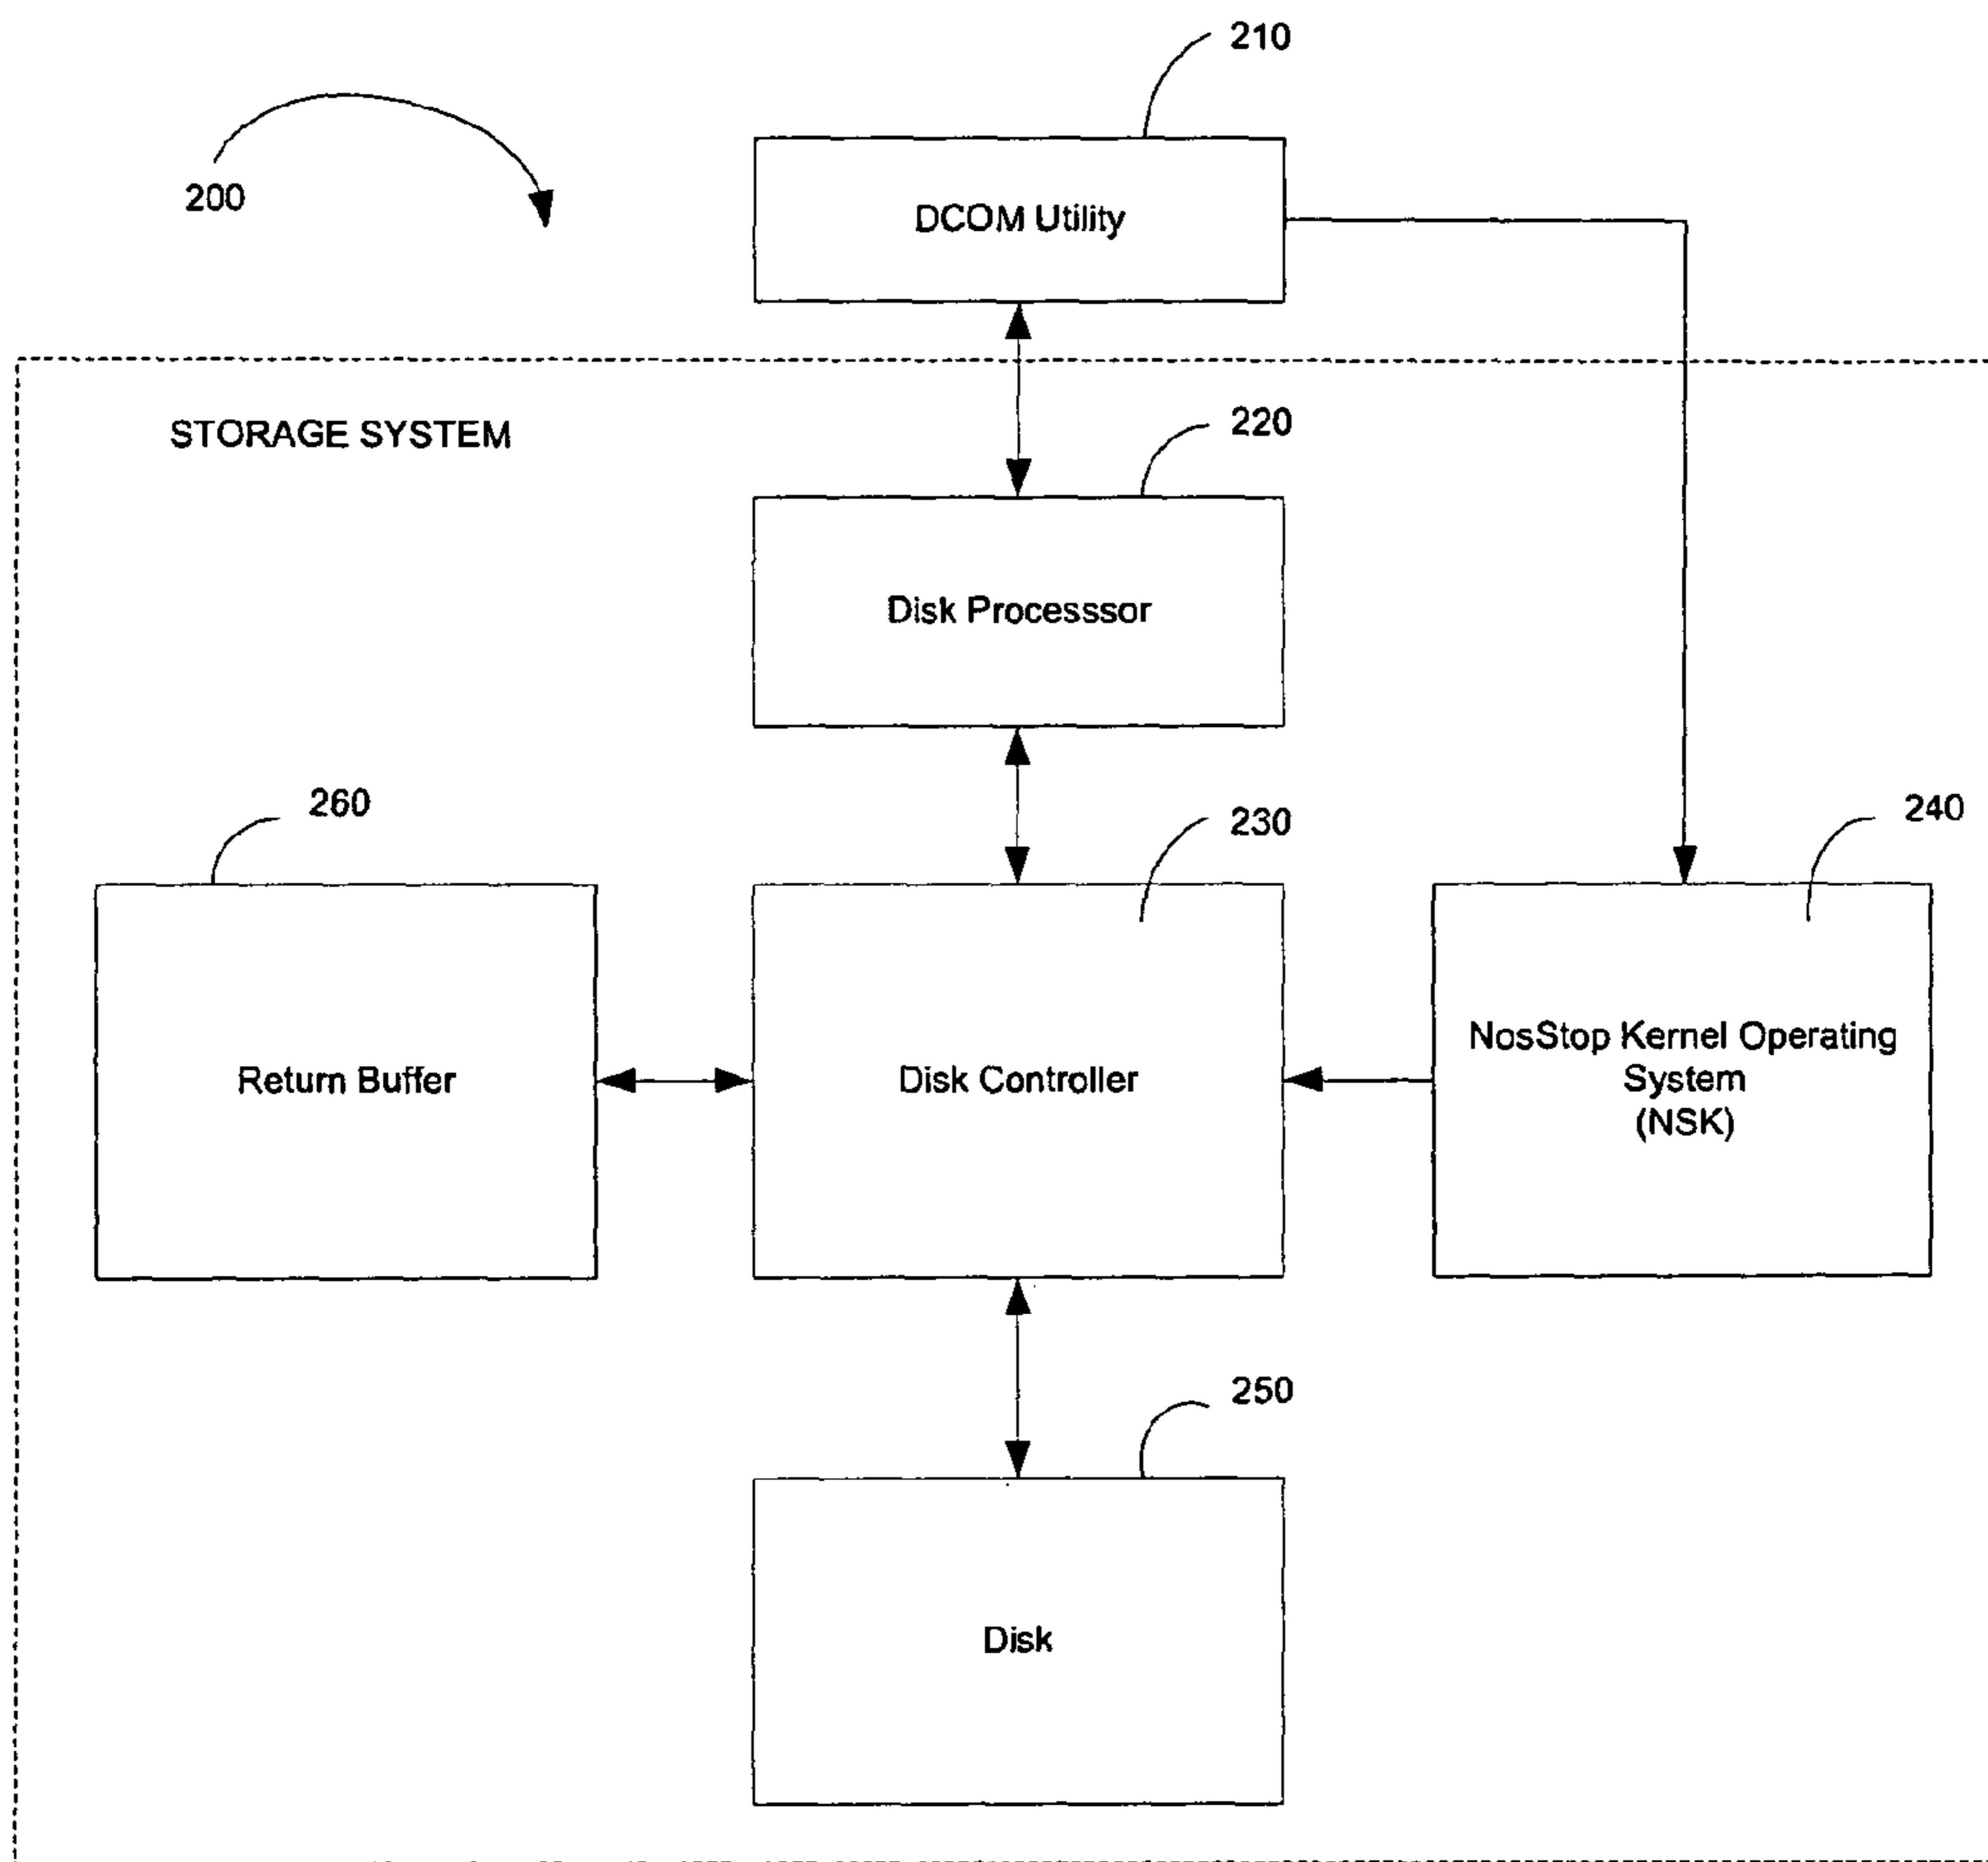 210
200
DCOM Utility
STORAGE SYSTEM
220
Disk Processsor
260
230
240
Return Buffer
Disk Controller
NosStop Kernel Operating
System
(NSK)
250
Disk